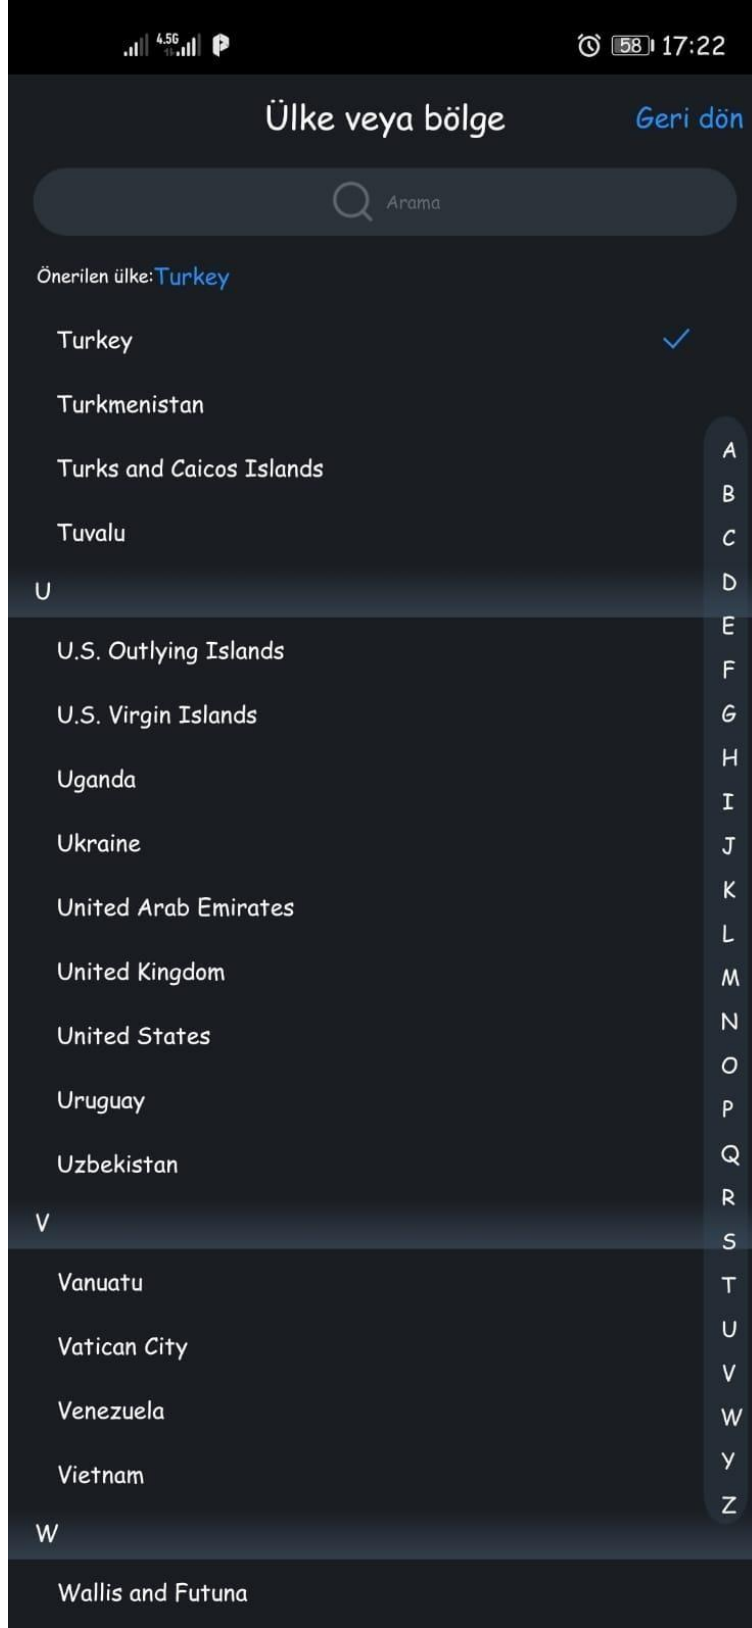 4.5G 58 17:22
Ülke veya bölge Geri dön
Arama
Önerilen ülke:Turkey
Turkey
Turkmenistan
Turks and Caicos Islands
Tuvalu
U
U.S. Outlying Islands
U.S. Virgin Islands
Uganda
Ukraine
United Arab Emirates
United Kingdom
United States
Uruguay
Uzbekistan
V
Vanuatu
Vatican City
Venezuela
Vietnam
W
Wallis and Futuna
A
B
C
D
E
F
G
H
I
J
K
L
M
N
O
P
Q
R
S
T
U
V
W
Y
Z